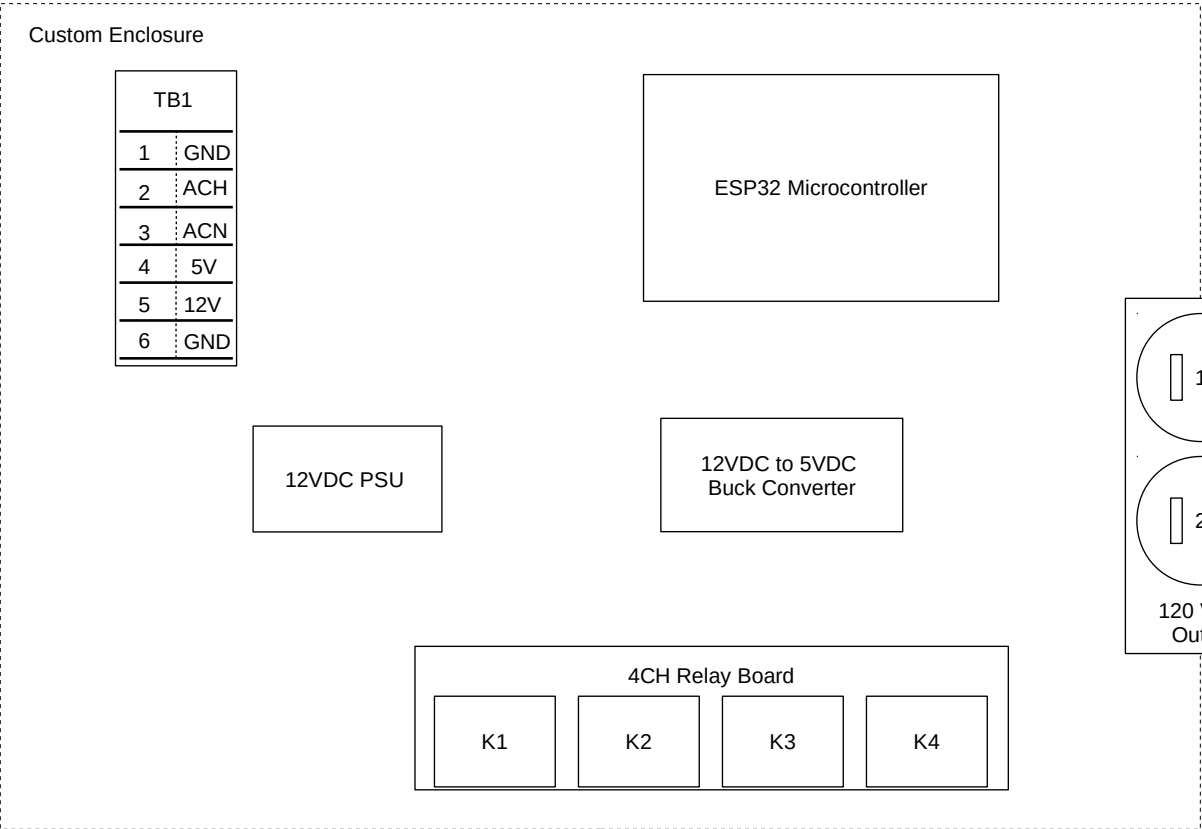 Custom Enclosure
TB1
1 GND
2 ACH
3 ACN
4 5V
5 12V
6 GND
ESP32 Microcontroller
12VDC PSU
12VDC to 5VDC
Buck Converter
1
2
120
4CH Relay Board
K1 K2 K3 K4